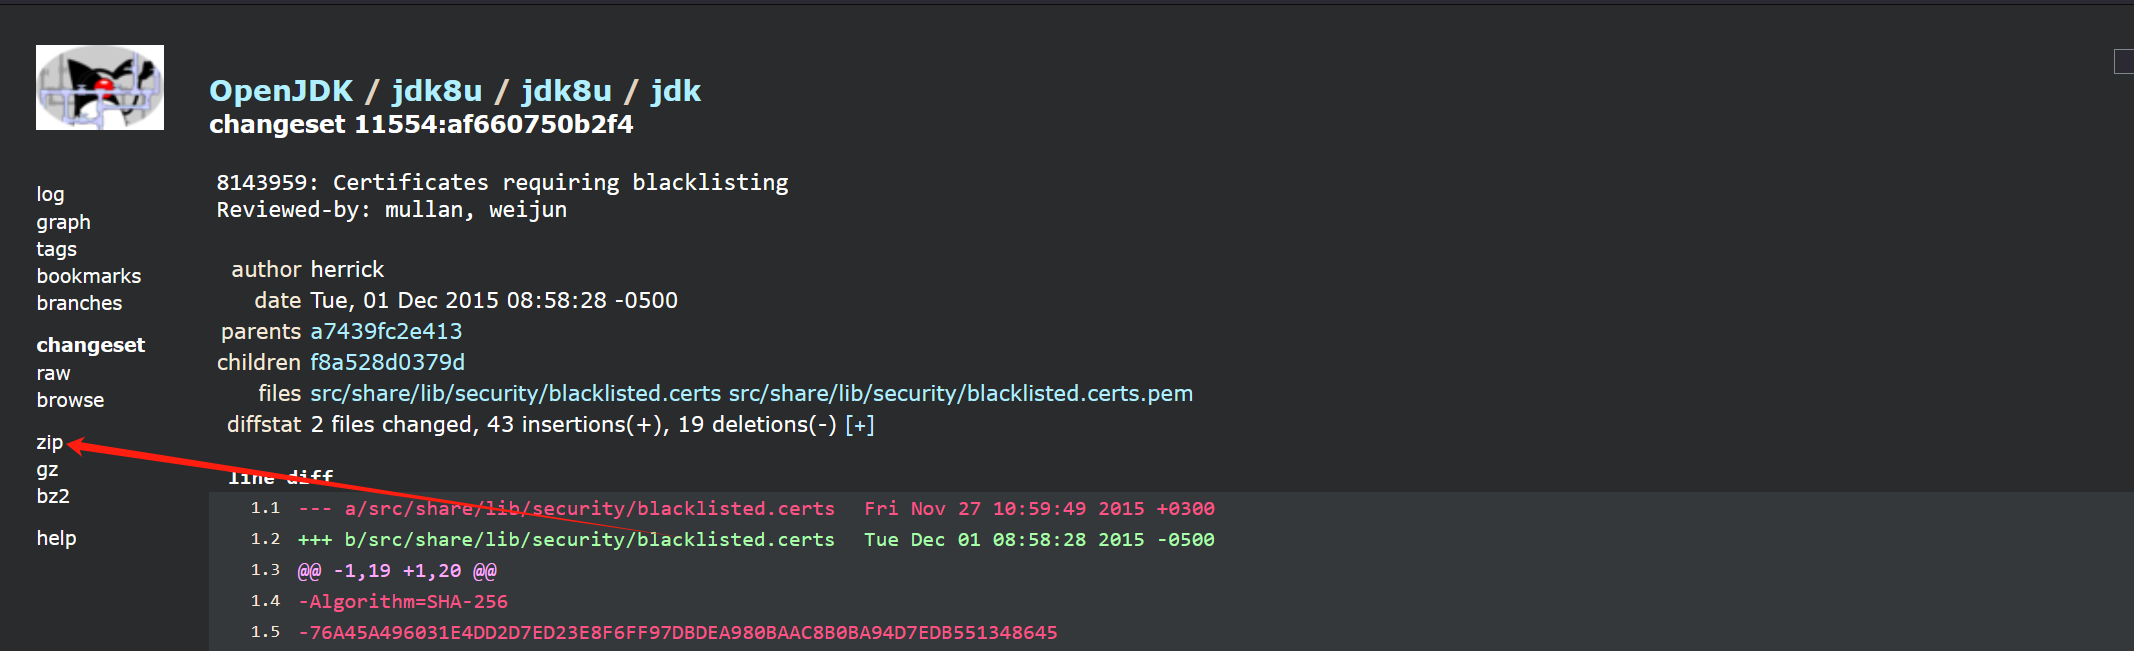 OpenJDK / jdk8u / jdk8u / jdk
changeset 11554:af660750b2f4
log
graph
tags
bookmarks
branches
changeset
raw
browse
zip
gz
bz2
help
8143959: Certificates requiring blacklisting
Reviewed-by: mullan, weijun
author herrick
date Tue, 01 Dec 2015 08:58:28 -0500
parents a7439fc2e413
children f8a528d0379d
files src/share/lib/security/blacklisted.certs src/share/lib/security/blacklisted.certs.pem
diffstat 2 files changed, 43 insertions(+), 19 deletions(-) [+]
line diff
1.1 --- a/src/share/lib/security/blacklisted.certs Fri Nov 27 10:59:49 2015 +0300
1.2 +++ b/src/share/lib/security/blacklisted.certs Tue Dec 01 08:58:28 2015 -0500
1.3 @@ -1,19 +1,20 @@
1.4 -Algorithm=SHA-256
1.5 -76A45A496031E4DD2D7ED23E8F6FF97DBDEA980BAAC8B0BA94D7EDB551348645